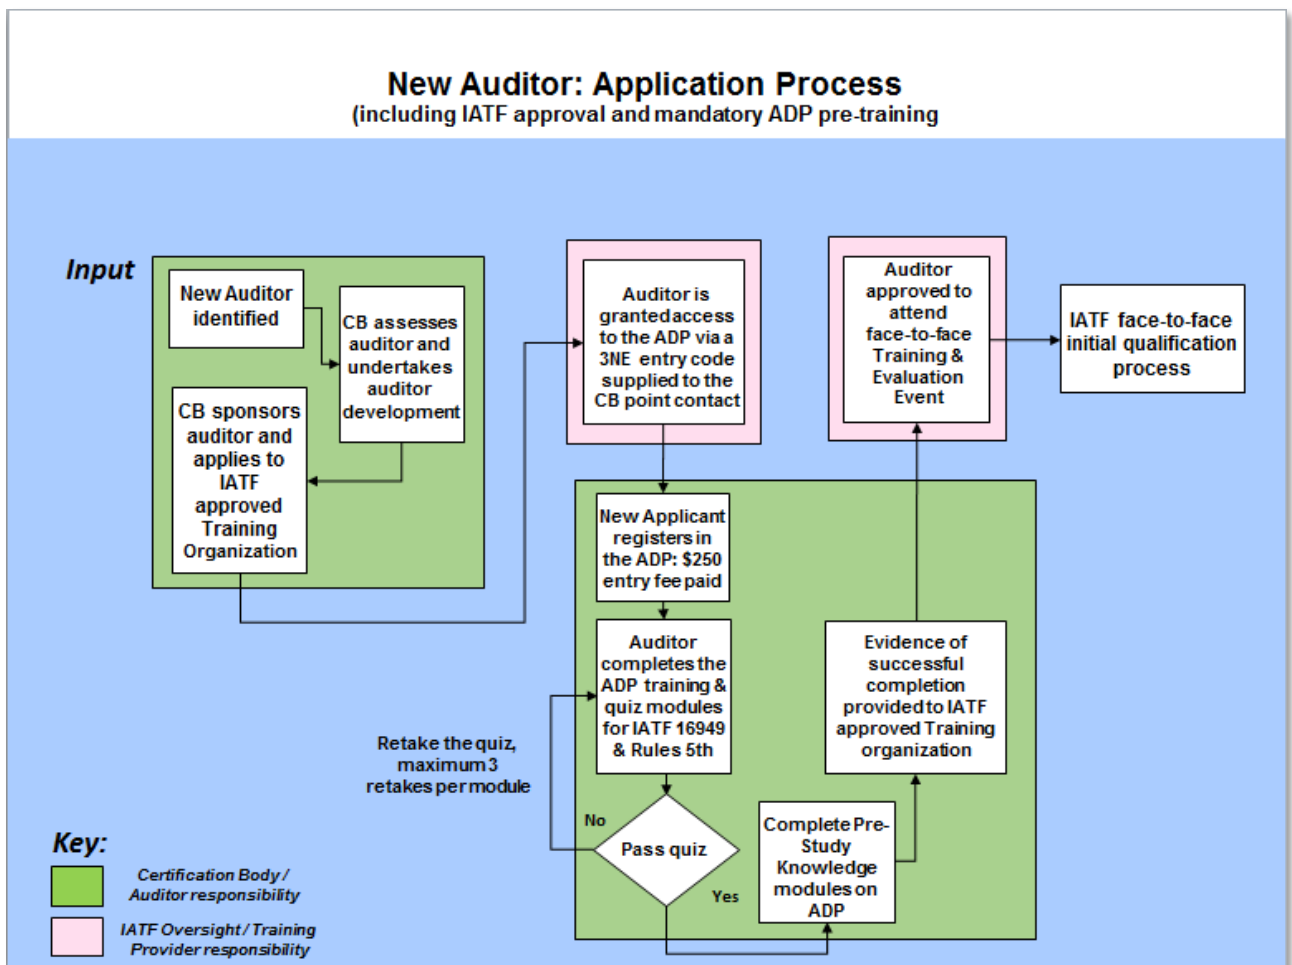 New Auditor: Application Process
(including IATF approval and mandatory ADP pre-training
Input
New Auditor
identified
CB assesses
auditor and
undertakes
auditor
development
CB sponsors
auditor and
applies to
IATF
approved
Training
Organization
Auditor is
granted access
to the ADP via a
3NE entry code
supplied to the
CB point contact
New Applicant
registers in
the ADP: $250
entry fee paid
Auditor
completes the
ADP training &
quiz modules
for IATF 16949
& Rules 5th
Retake the quiz,
maximum 3
retakes per module
No
Pass quiz
Yes
Complete Pre-
Study
Knowledge
modules on
ADP
Evidence of
successful
completion
provided to IATF
approved Training
organization
Auditor
approved to
attend
face-to-face
Training &
Evaluation
Event
IATF face-to-face
initial qualification
process
Key:
Certification Body /
Auditor responsibility
IATF Oversight / Training
Provider responsibility